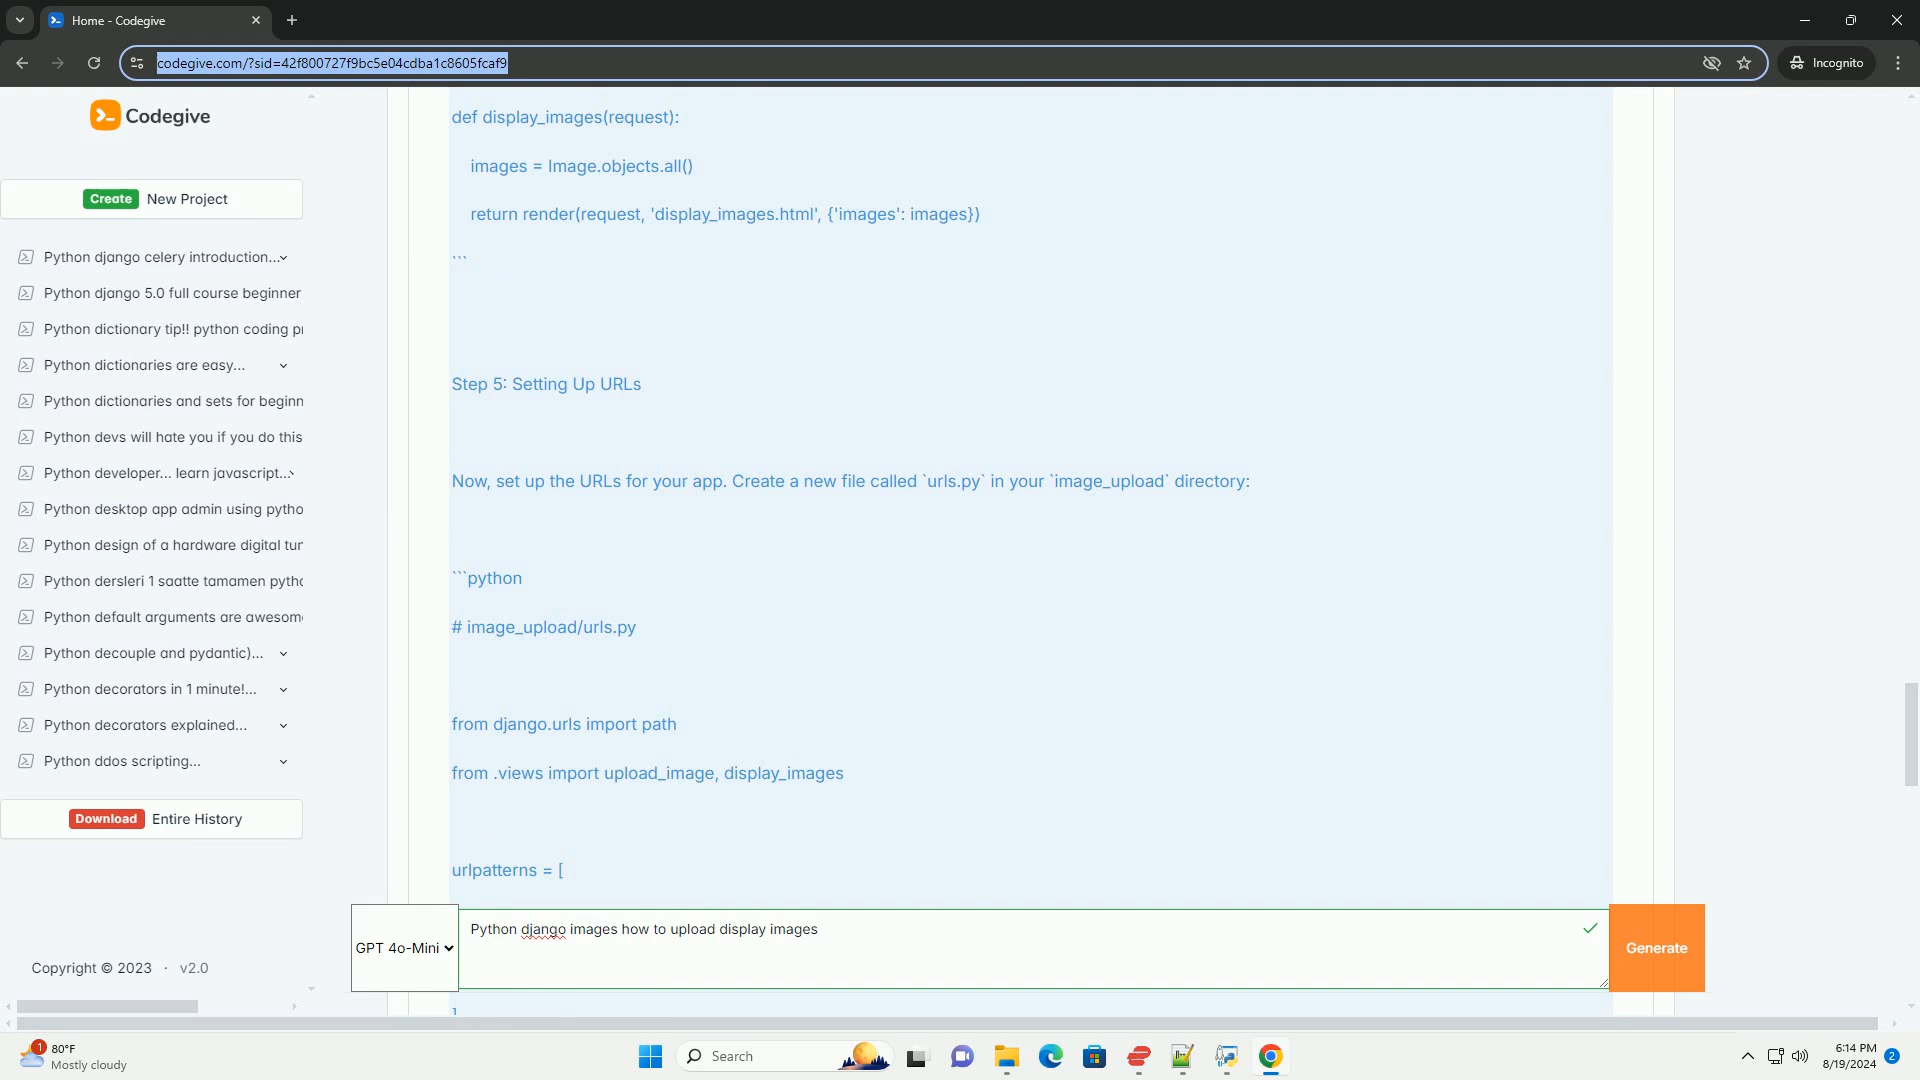 Home - Codegive
codegive.com/?sid=42f800727f9bc5e04cdba1c8605fcaf9
Incognito
Codegive
Create New Project
Python django celery introduction...
Python django 5.0 full course beginner
Python dictionary tip!! python coding pr
Python dictionaries are easy...
Python dictionaries and sets for beginn
Python devs will hate you if you do this
Python developer... learn javascript...
Python desktop app admin using pytho
Python design of a hardware digital tur
Python dersleri 1 saatte tamamen pytho
Python default arguments are awesom
Python decouple and pydantic)...
Python decorators in 1 minute!...
Python decorators explained...
Python ddos scripting...
Download Entire History
Copyright © 2023 · v2.0
def display_images(request):
images = Image.objects.all()
return render(request, 'display_images.html', {'images': images})
```
Step 5: Setting Up URLs
Now, set up the URLs for your app. Create a new file called `urls.py` in your `image_upload` directory:
```python
# image_upload/urls.py
from django.urls import path
from .views import upload_image, display_images
urlpatterns = [
GPT 4o-Mini
Python django images how to upload display images
Generate
]
1
80°F
Mostly cloudy
Search
6:14 PM
8/19/2024
2